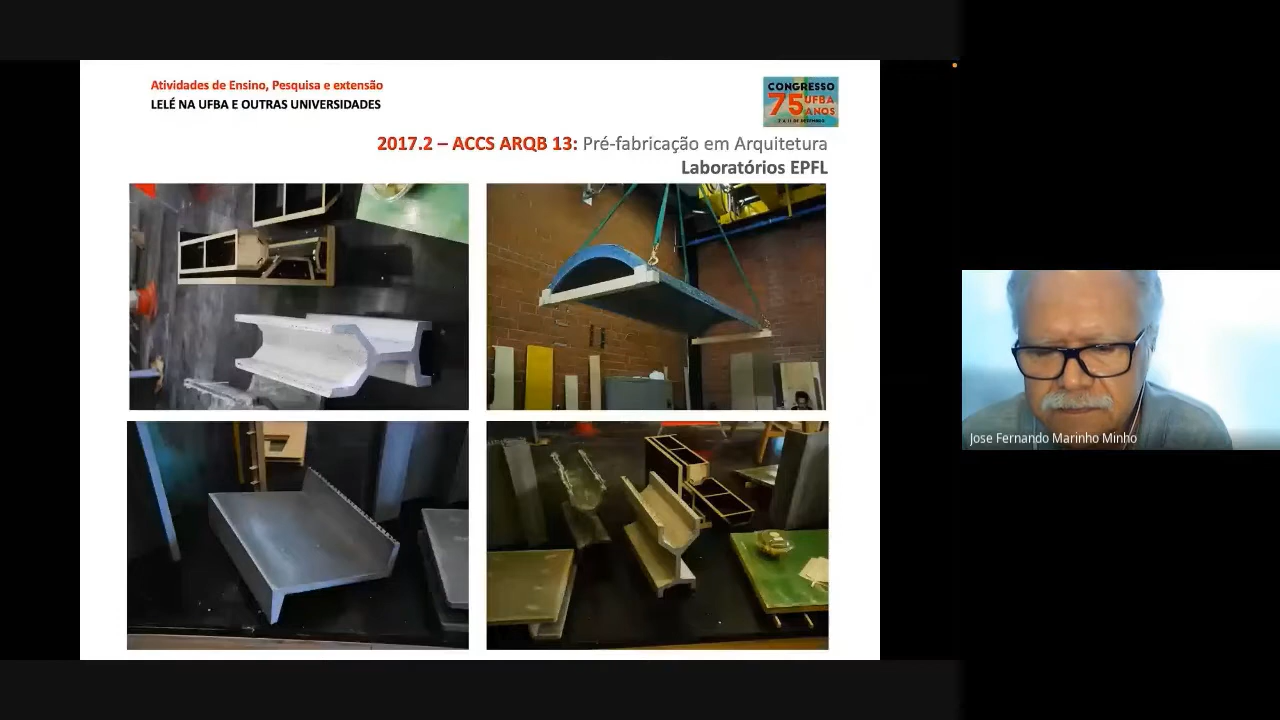 Atividades de Ensino, Pesquisa e extensão
LELÉ NA UFBA E OUTRAS UNIVERSIDADES
CONGRESSO
75 UFBA
ANOS
2017.2 – ACCS ARQB 13: Pré-fabricação em Arquitetura
Laboratórios EPFL
Jose Fernando Marinho Minho